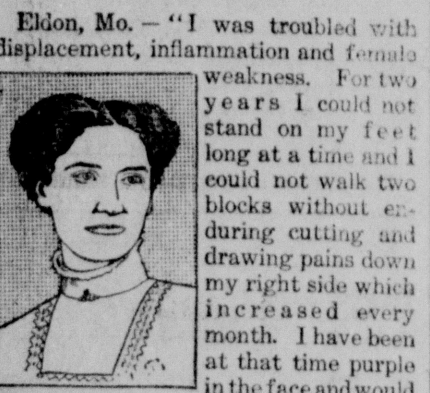 Eldon, Mo. — "I was troubled with
displacement, inflammation and female
weakness. For two
years I could not
stand on my feet
long at a time and I
could not walk two
blocks without en-
during cutting and
drawing pains down
my right side which
increased every
month. I have been
at that time purple
in the face and would